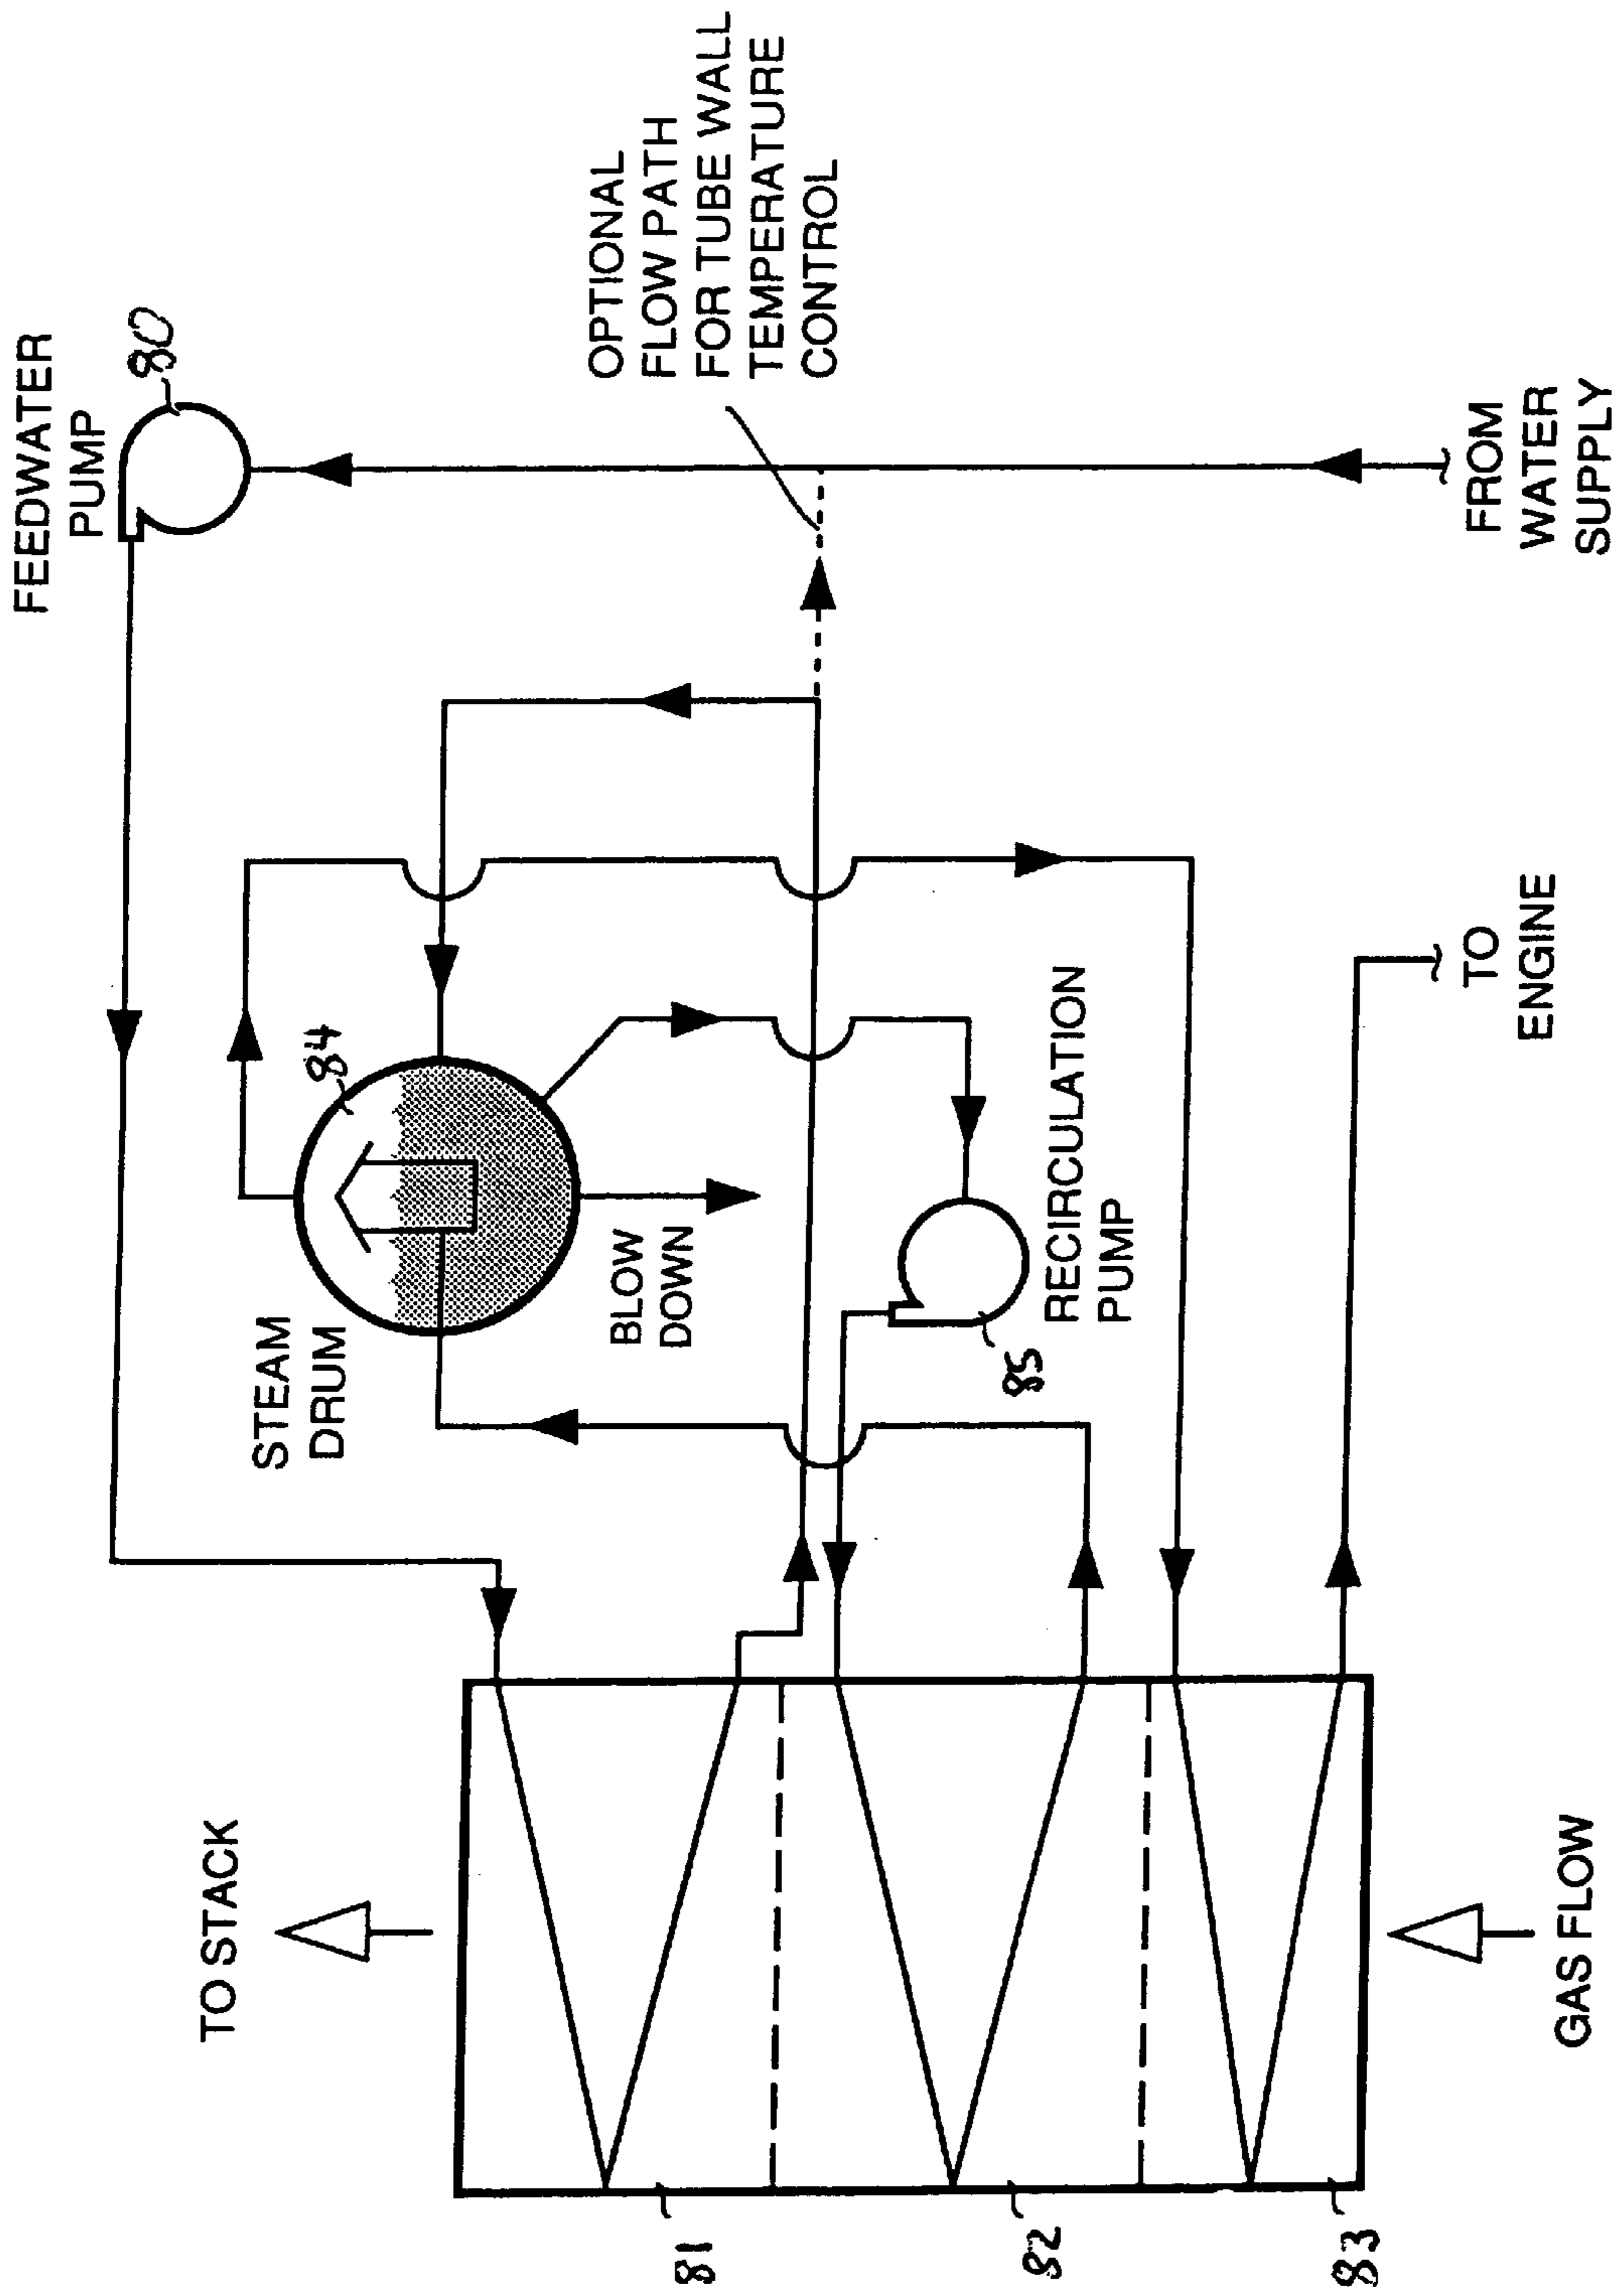 FEEDWATER
PUMP
80
OPTIONAL
FLOW PATH
FOR TUBE WALL
TEMPERATURE
CONTROL
FROM
WATER
SUPPLY
STEAM
DRUM
84
BLOW
DOWN
RECIRCULATION
PUMP
85
TO
ENGINE
TO STACK
GAS FLOW
81
82
83